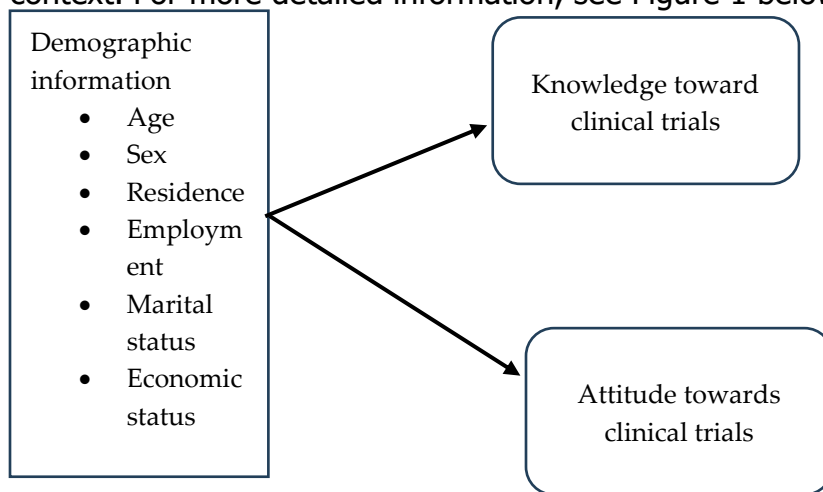 context. For more detailed information, see Figure 1 below
Demographic
information
• Age
• Sex
• Residence
• Employm
ent
• Marital
status
• Economic
status
Knowledge toward
clinical trials
Attitude towards
clinical trials